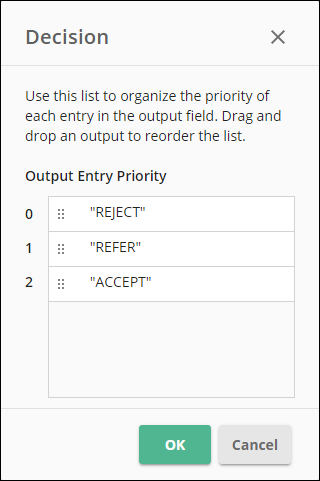 Decision
Use this list to organize the priority of
each entry in the output field. Drag and
drop an output to reorder the list.
Output Entry Priority
0 "REJECT"
1 "REFER"
2 "ACCEPT"
OK Cancel